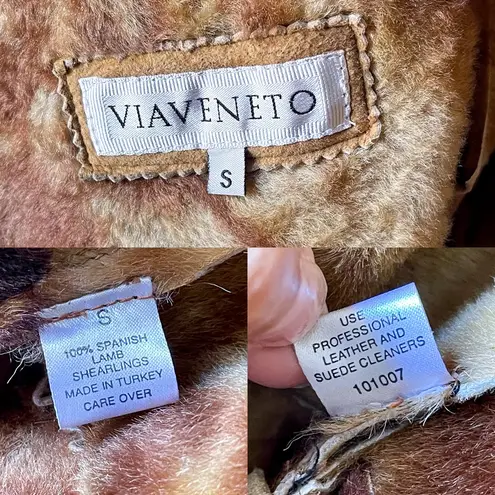 VIAVENETO
S
S
100% SPANISH
LAMB
SHEARLINGS
MADE IN TURKEY
CARE OVER
USE
PROFESSIONAL
LEATHER AND
SUEDE CLEANERS
101007